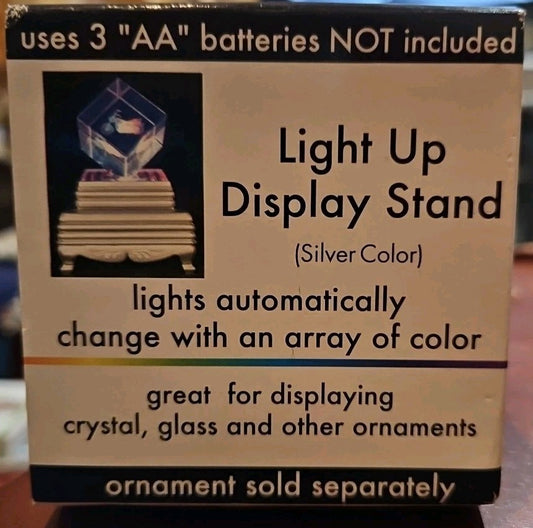 uses 3 "AA" batteries NOT included
Light Up
Display Stand
(Silver Color)
lights automatically
change with an array of color
great for displaying
crystal, glass and other ornaments
ornament sold separately